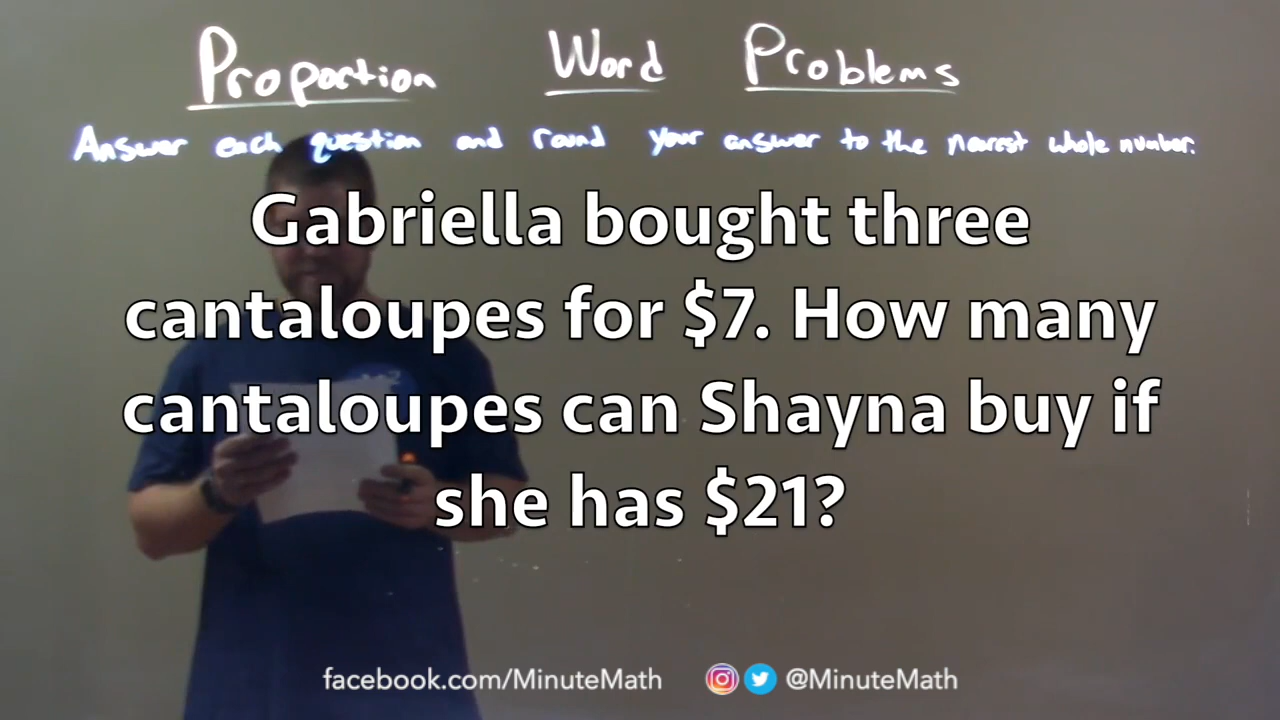 Proportion Word Problems
Answer each question and round your answer to the nearest whole number.
Gabriella bought three
cantaloupes for $7. How many
cantaloupes can Shayna buy if
she has $21?
facebook.com/MinuteMath @MinuteMath